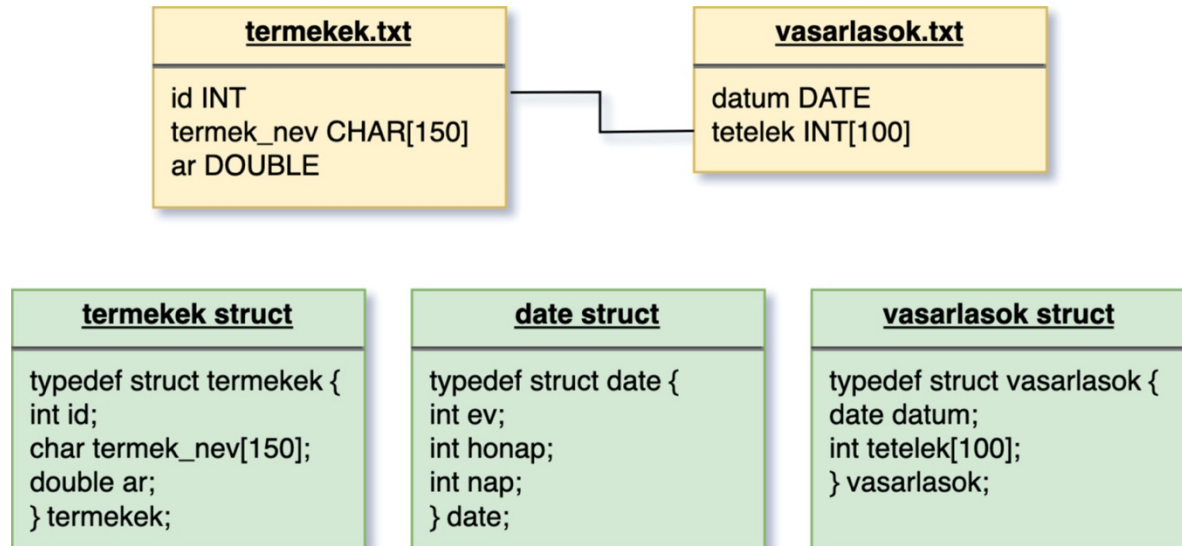 termekek.txt
id INT
termek_nev CHAR[150]
ar DOUBLE
vasarlasok.txt
datum DATE
tetelek INT[100]
termekek struct
typedef struct termekek {
int id;
char termek_nev[150];
double ar;
} termekek;
date struct
typedef struct date {
int ev;
int honap;
int nap;
} date;
vasarlasok struct
typedef struct vasarlasok {
date datum;
int tetelek[100];
} vasarlasok;